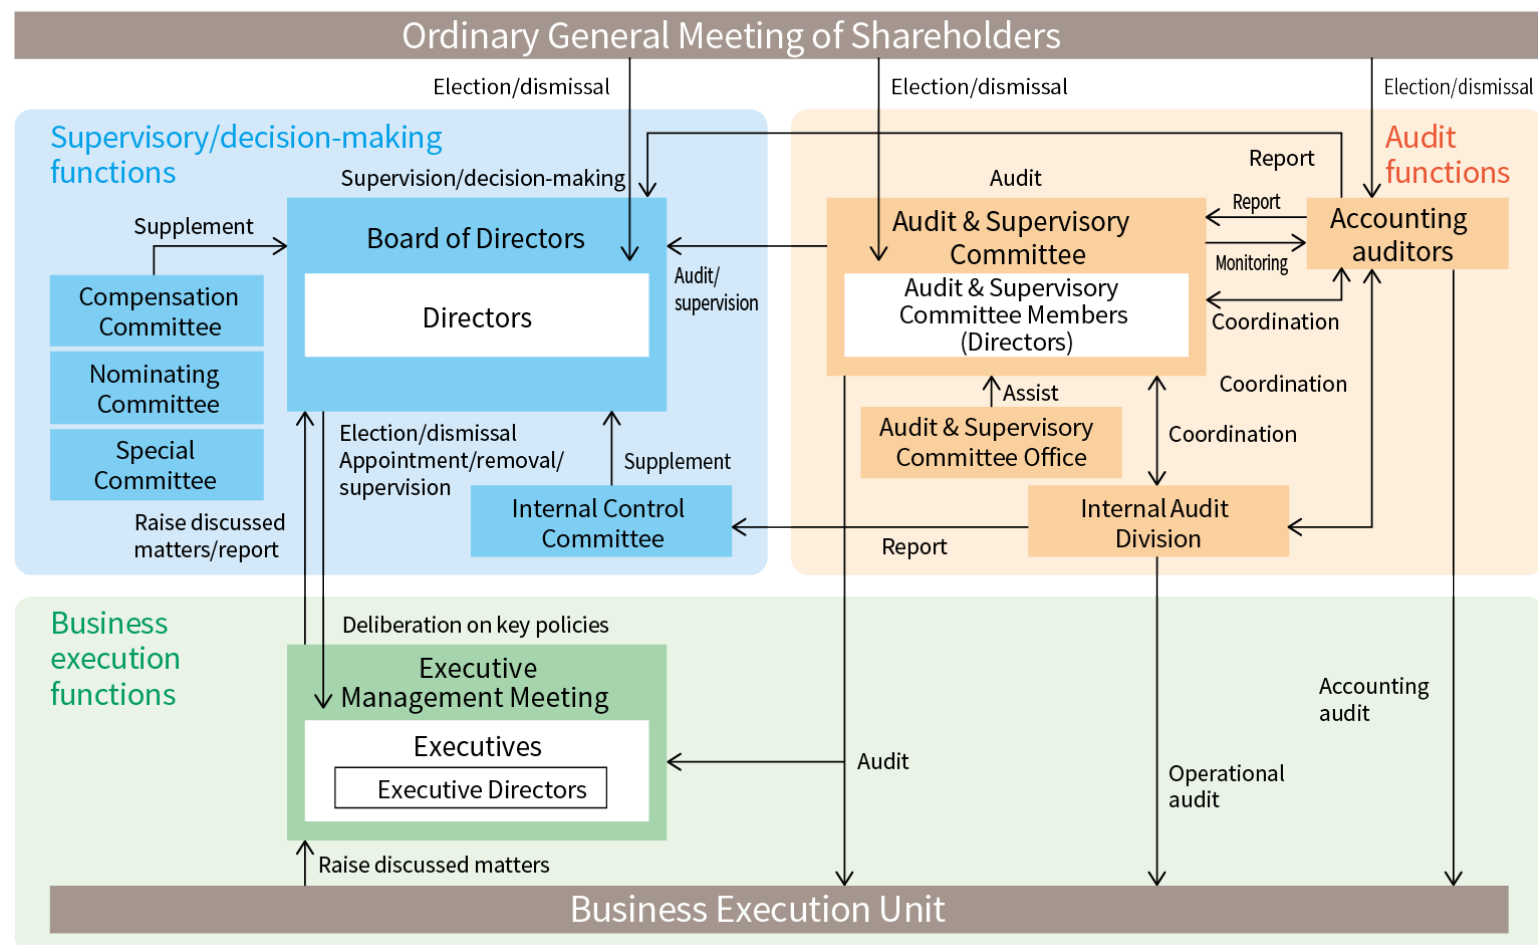 Ordinary General Meeting of Shareholders
Election/dismissal
Election/dismissal
Election/dismissal
Supervisory/decision-making
functions
Audit
functions
Supervision/decision-making
Audit
Report
Supplement
Board of Directors
Directors
Audit/
supervision
Audit & Supervisory
Committee
Audit & Supervisory
Committee Members
(Directors)
Report
Monitoring
Accounting
auditors
Coordination
Compensation
Committee
Nominating
Committee
Special
Committee
Coordination
Assist
Audit & Supervisory
Committee Office
Coordination
Election/dismissal
Appointment/removal/
supervision
Supplement
Internal Control
Committee
Internal Audit
Division
Report
Raise discussed
matters/report
Business
execution
functions
Deliberation on key policies
Executive
Management Meeting
Executives
Executive Directors
Audit
Operational
audit
Accounting
audit
Raise discussed matters
Business Execution Unit